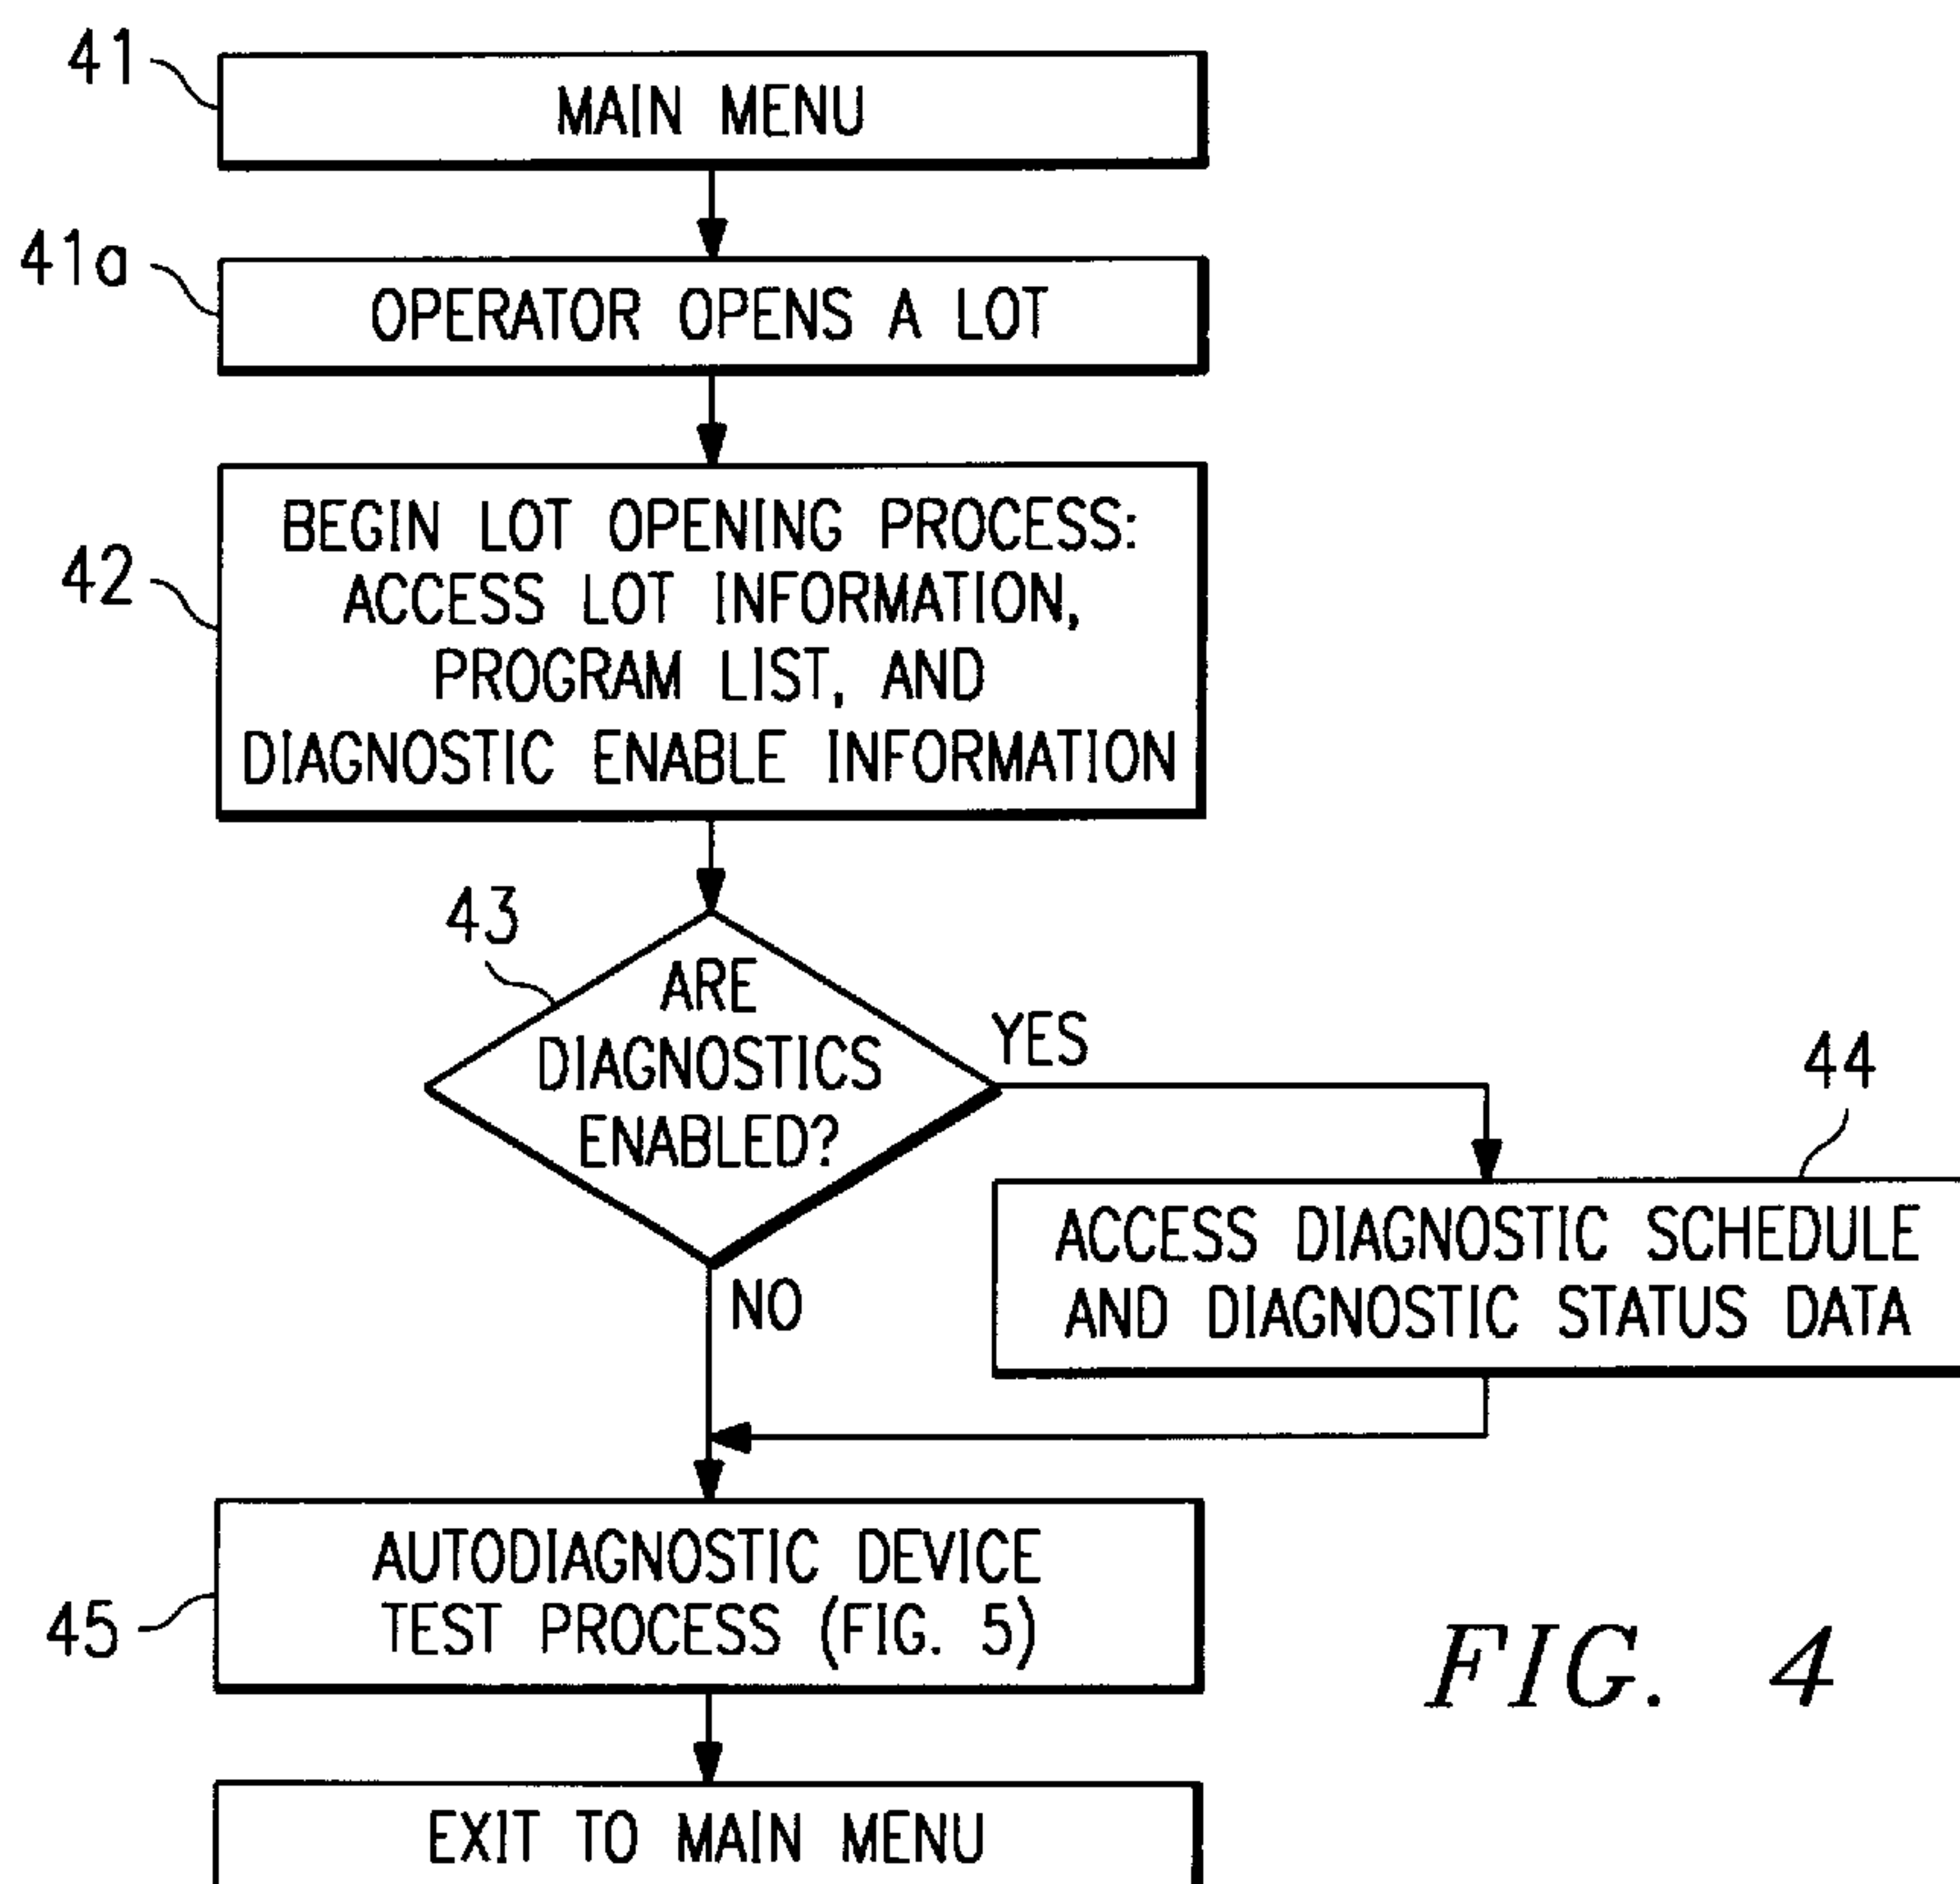 41
MAIN MENU
41a
OPERATOR OPENS A LOT
42
BEGIN LOT OPENING PROCESS:
ACCESS LOT INFORMATION,
PROGRAM LIST, AND
DIAGNOSTIC ENABLE INFORMATION
43
ARE
DIAGNOSTICS
ENABLED?
YES
NO
44
ACCESS DIAGNOSTIC SCHEDULE
AND DIAGNOSTIC STATUS DATA
45
AUTODIAGNOSTIC DEVICE
TEST PROCESS (FIG. 5)
EXIT TO MAIN MENU
FIG. 4